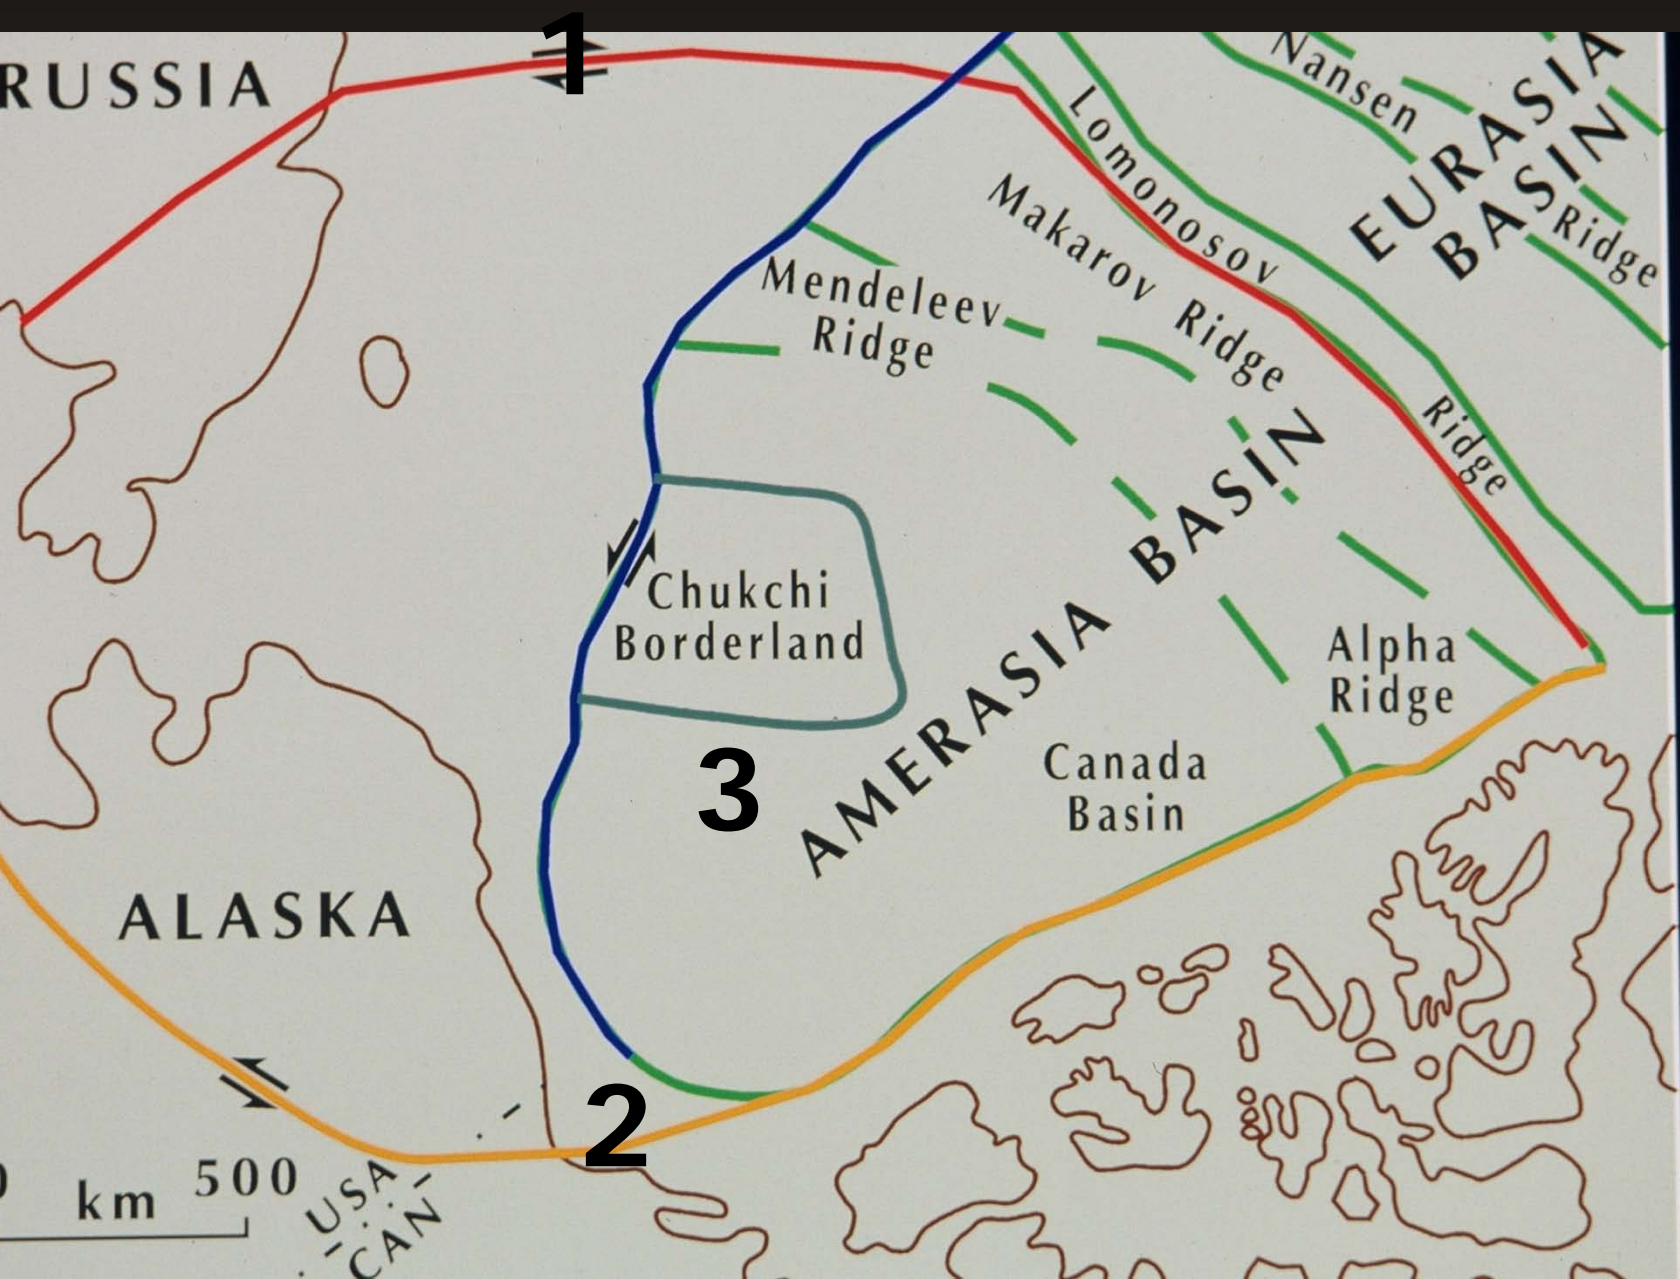 1
RUSSIA
Nansen
Ridge
EURASIA
BASIN
Lomonosov
Ridge
Makarov Ridge
Mendeleev
Ridge
Chukchi
Borderland
AMERASIA BASIN
Alpha
Ridge
3
Canada
Basin
ALASKA
2
0
500
km
USA
CAN